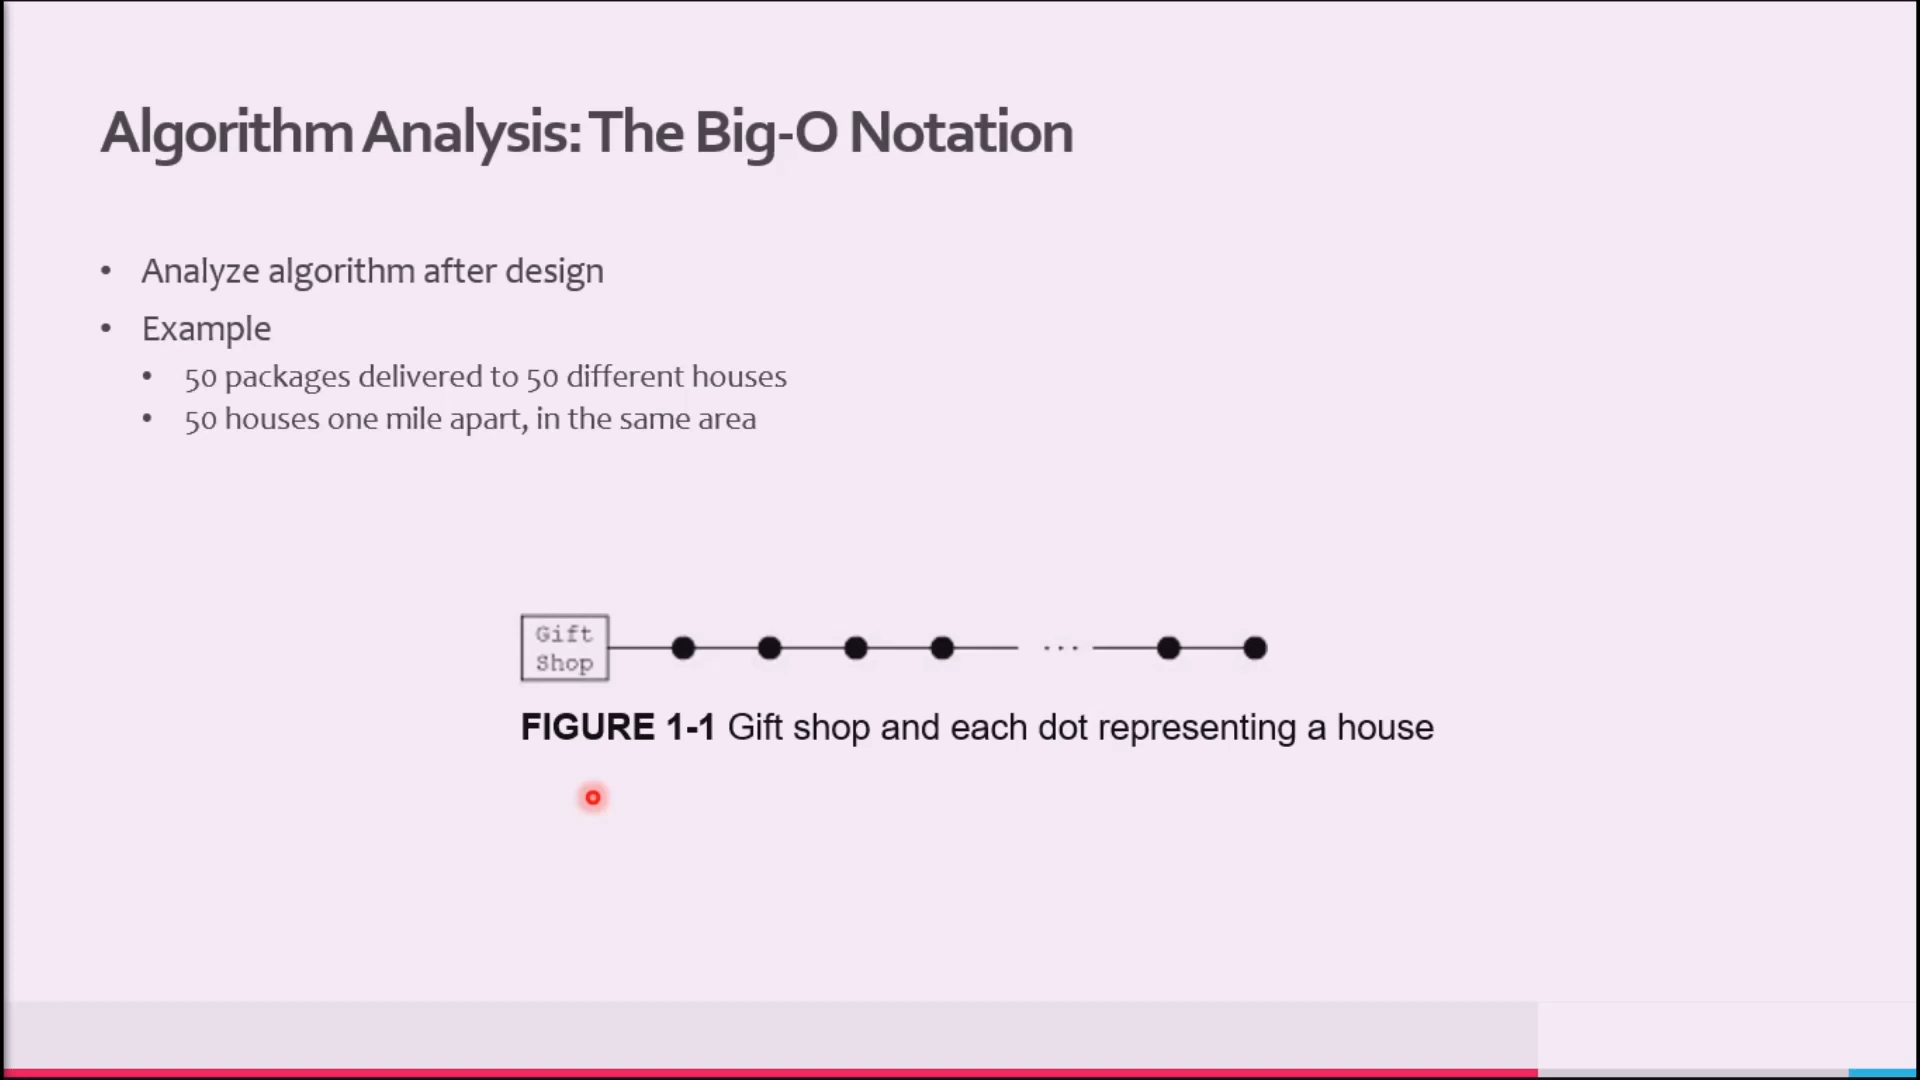 Algorithm Analysis: The Big-O Notation
• Analyze algorithm after design
• Example
• 50 packages delivered to 50 different houses
• 50 houses one mile apart, in the same area
Gift
Shop
...
FIGURE 1-1 Gift shop and each dot representing a house